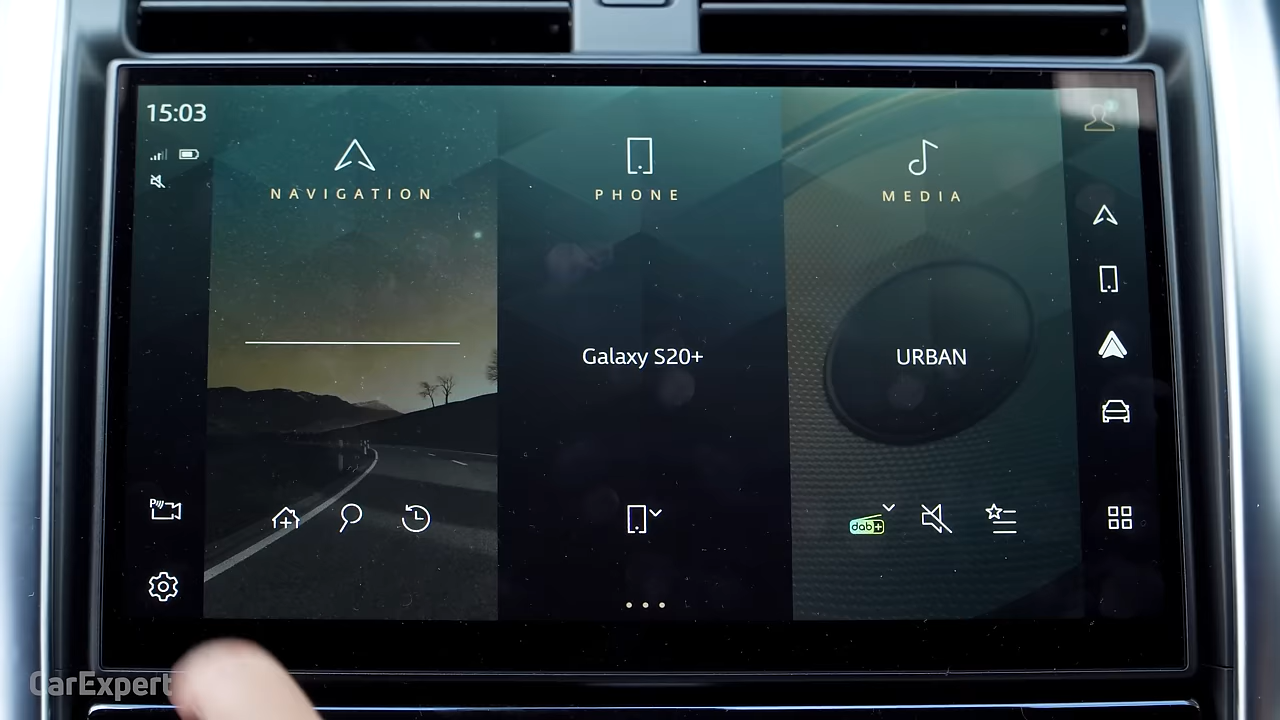 15:03
NAVIGATION
PHONE
MEDIA
Galaxy S20+
URBAN
P
dab+
CarExpert